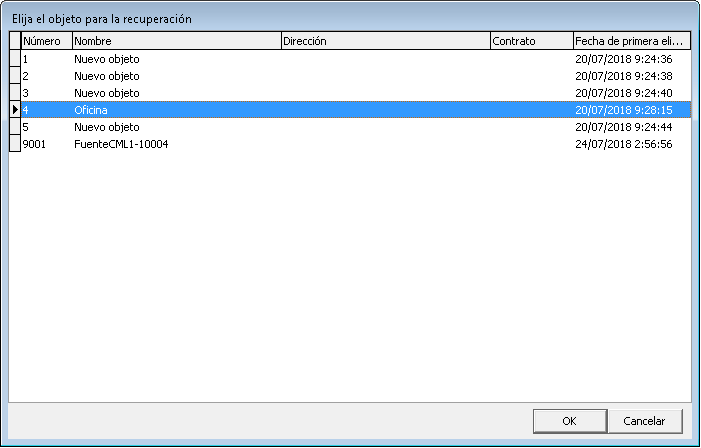 Elija el objeto para la recuperación
Número Nombre Dirección Contrato Fecha de primera eli...
1 Nuevo objeto 20/07/2018 9:24:36
2 Nuevo objeto 20/07/2018 9:24:38
3 Nuevo objeto 20/07/2018 9:24:40
4 Oficina 20/07/2018 9:28:15
5 Nuevo objeto 20/07/2018 9:24:44
9001 FuenteCML1-10004 24/07/2018 2:56:56
OK Cancelar